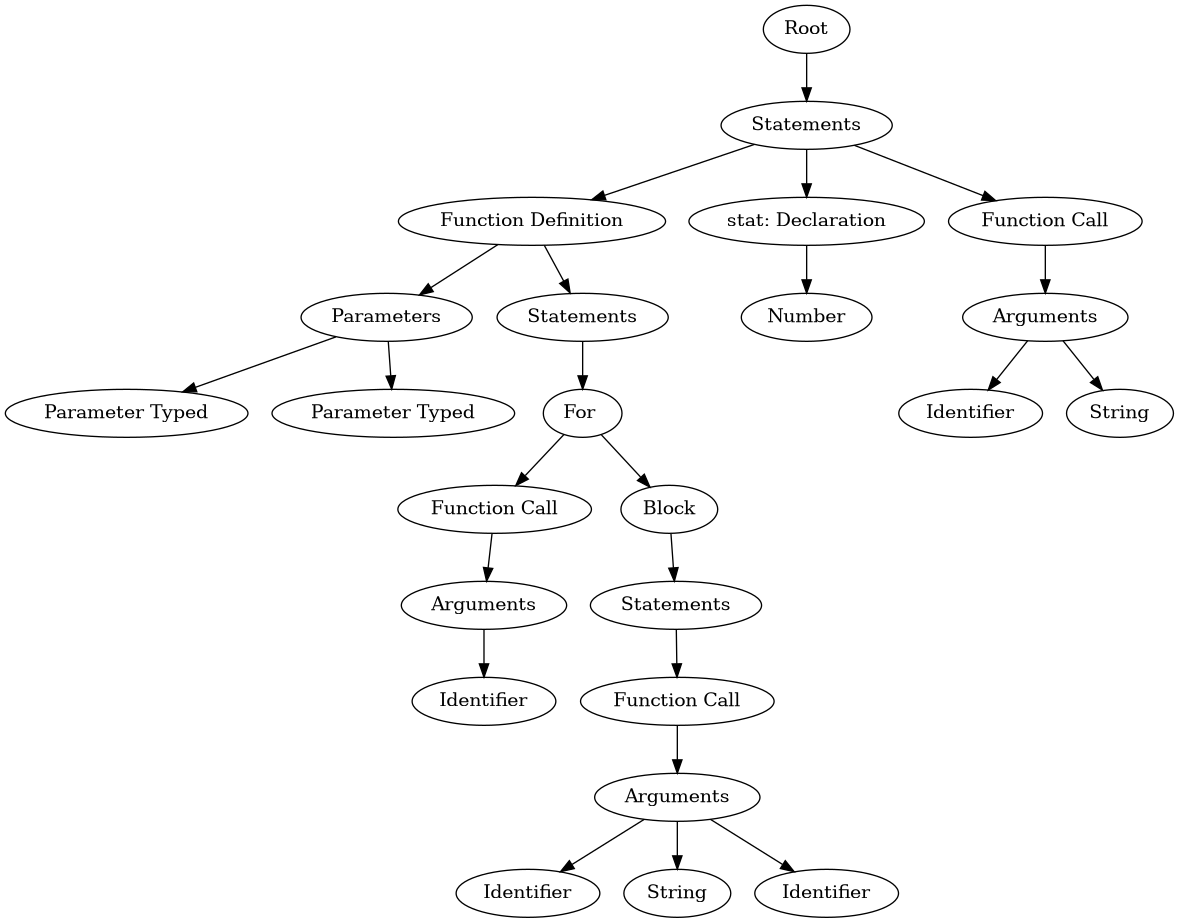 Root
Statements
Function Definition
stat: Declaration
Function Call
Parameters
Statements
Number
Arguments
Parameter Typed
Parameter Typed
For
Identifier
String
Function Call
Block
Arguments
Statements
Identifier
Function Call
Arguments
Identifier
String
Identifier